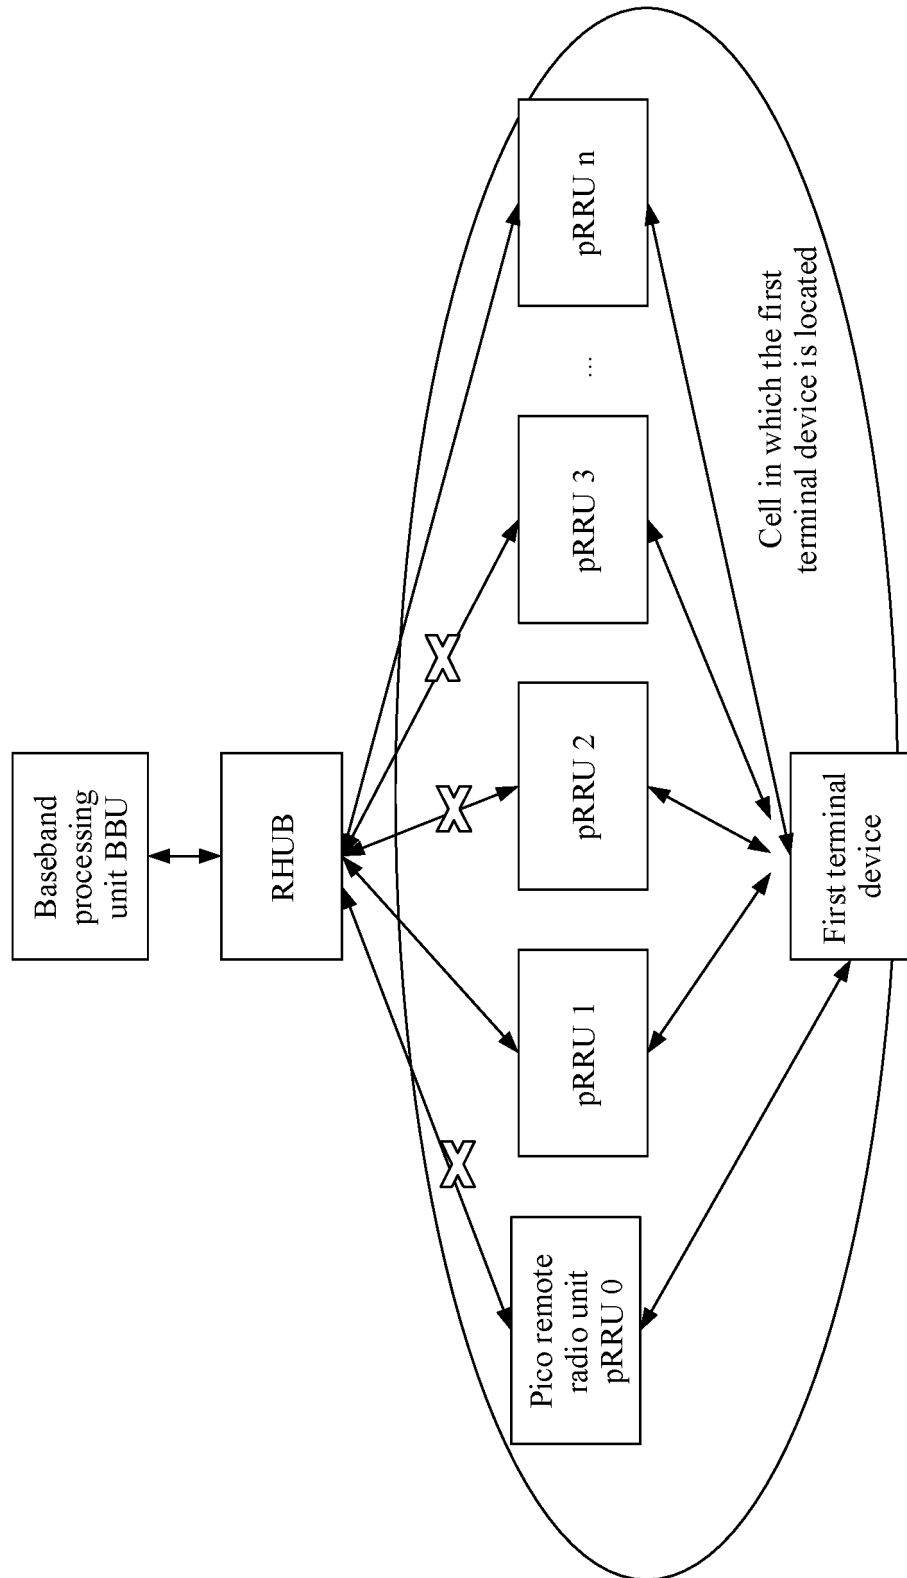 Baseband
processing
unit BBU
RHUB
X
X
X
Pico remote
radio unit
pRRU 0
pRRU 1
pRRU 2
pRRU 3
...
pRRU n
Cell in which the first
terminal device is located
First terminal
device